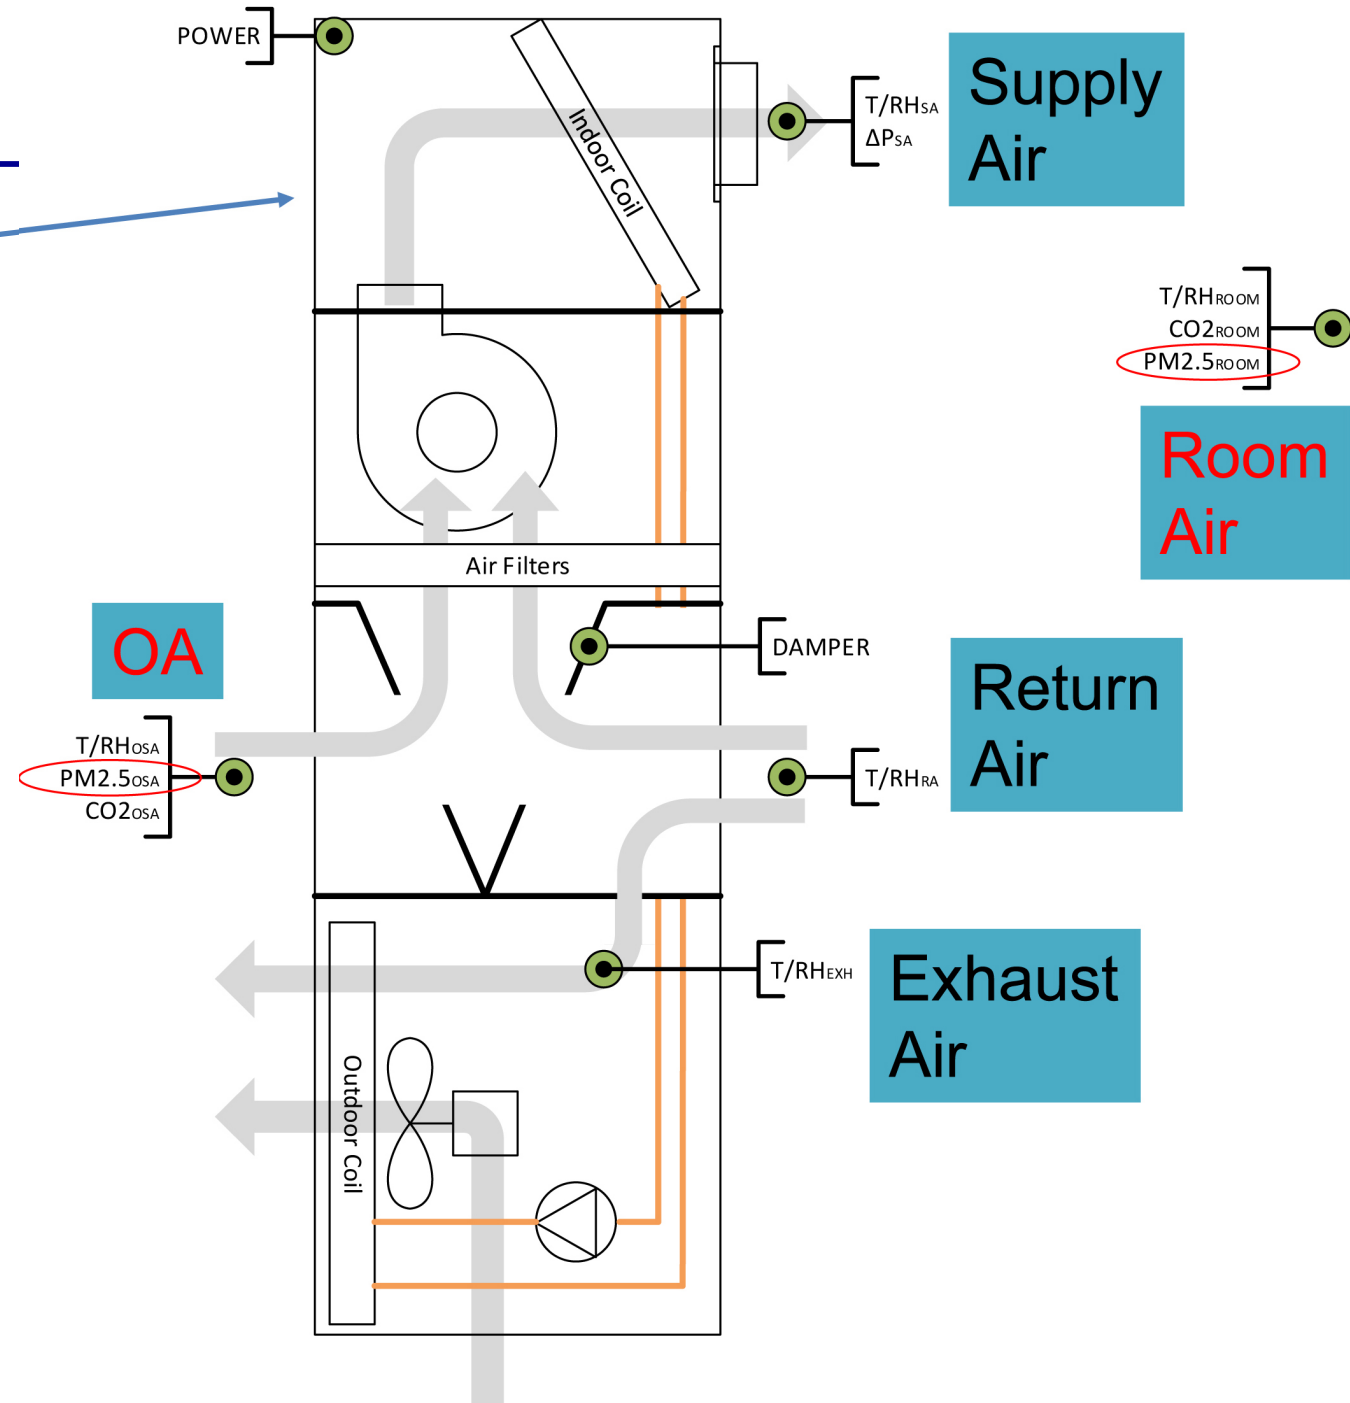 POWER
Indoor Coil
T/RHSA
ΔPSA
Supply
Air
T/RHROOM
CO2ROOM
PM2.5ROOM
Room
Air
Air Filters
OA
T/RHOSA
PM2.5OSA
CO2OSA
DAMPER
Return
Air
T/RHRA
T/RHEXH
Exhaust
Air
Outdoor Coil